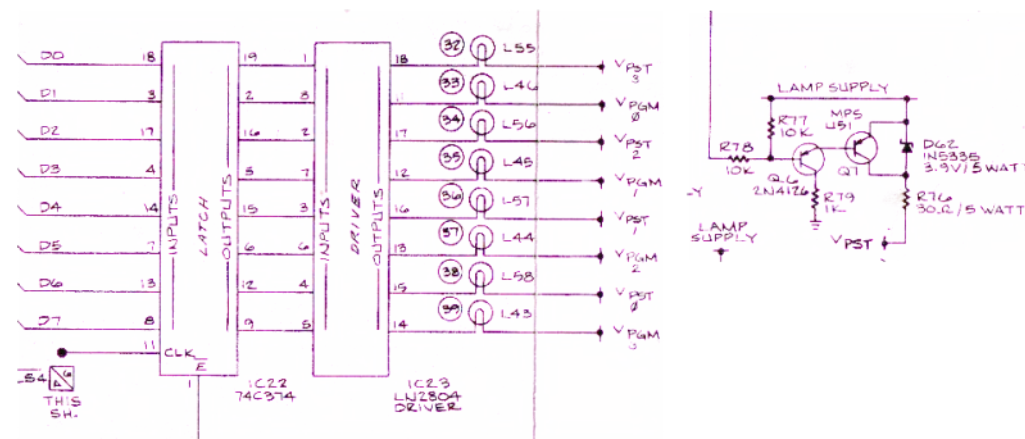 D0
18
19
1
18
32
L55
VPST
3
D1
3
2
8
11
33
L46
VPGM
0
D2
17
16
2
17
34
L56
VPST
2
D3
4
5
7
12
35
L45
VPGM
1
D4
14
15
3
16
36
L57
VPST
1
D5
7
6
6
13
37
L44
VPGM
2
D6
13
12
4
15
38
L58
VPST
0
D7
8
9
5
14
39
L43
VPGM
3
INPUTS
LATCH
OUTPUTS
INPUTS
DRIVER
OUTPUTS
11
CLK
E
1
THIS
SH.
IC22
74C374
IC23
LN2804
DRIVER
LAMP SUPPLY
R77
10K
MPS
U51
R78
10K
Q6
2N4126
Q7
D62
IN5335
3.9V/5 WATT
R79
1K
R76
30Ω/5 WATT
-Y
LAMP
SUPPLY
VPST